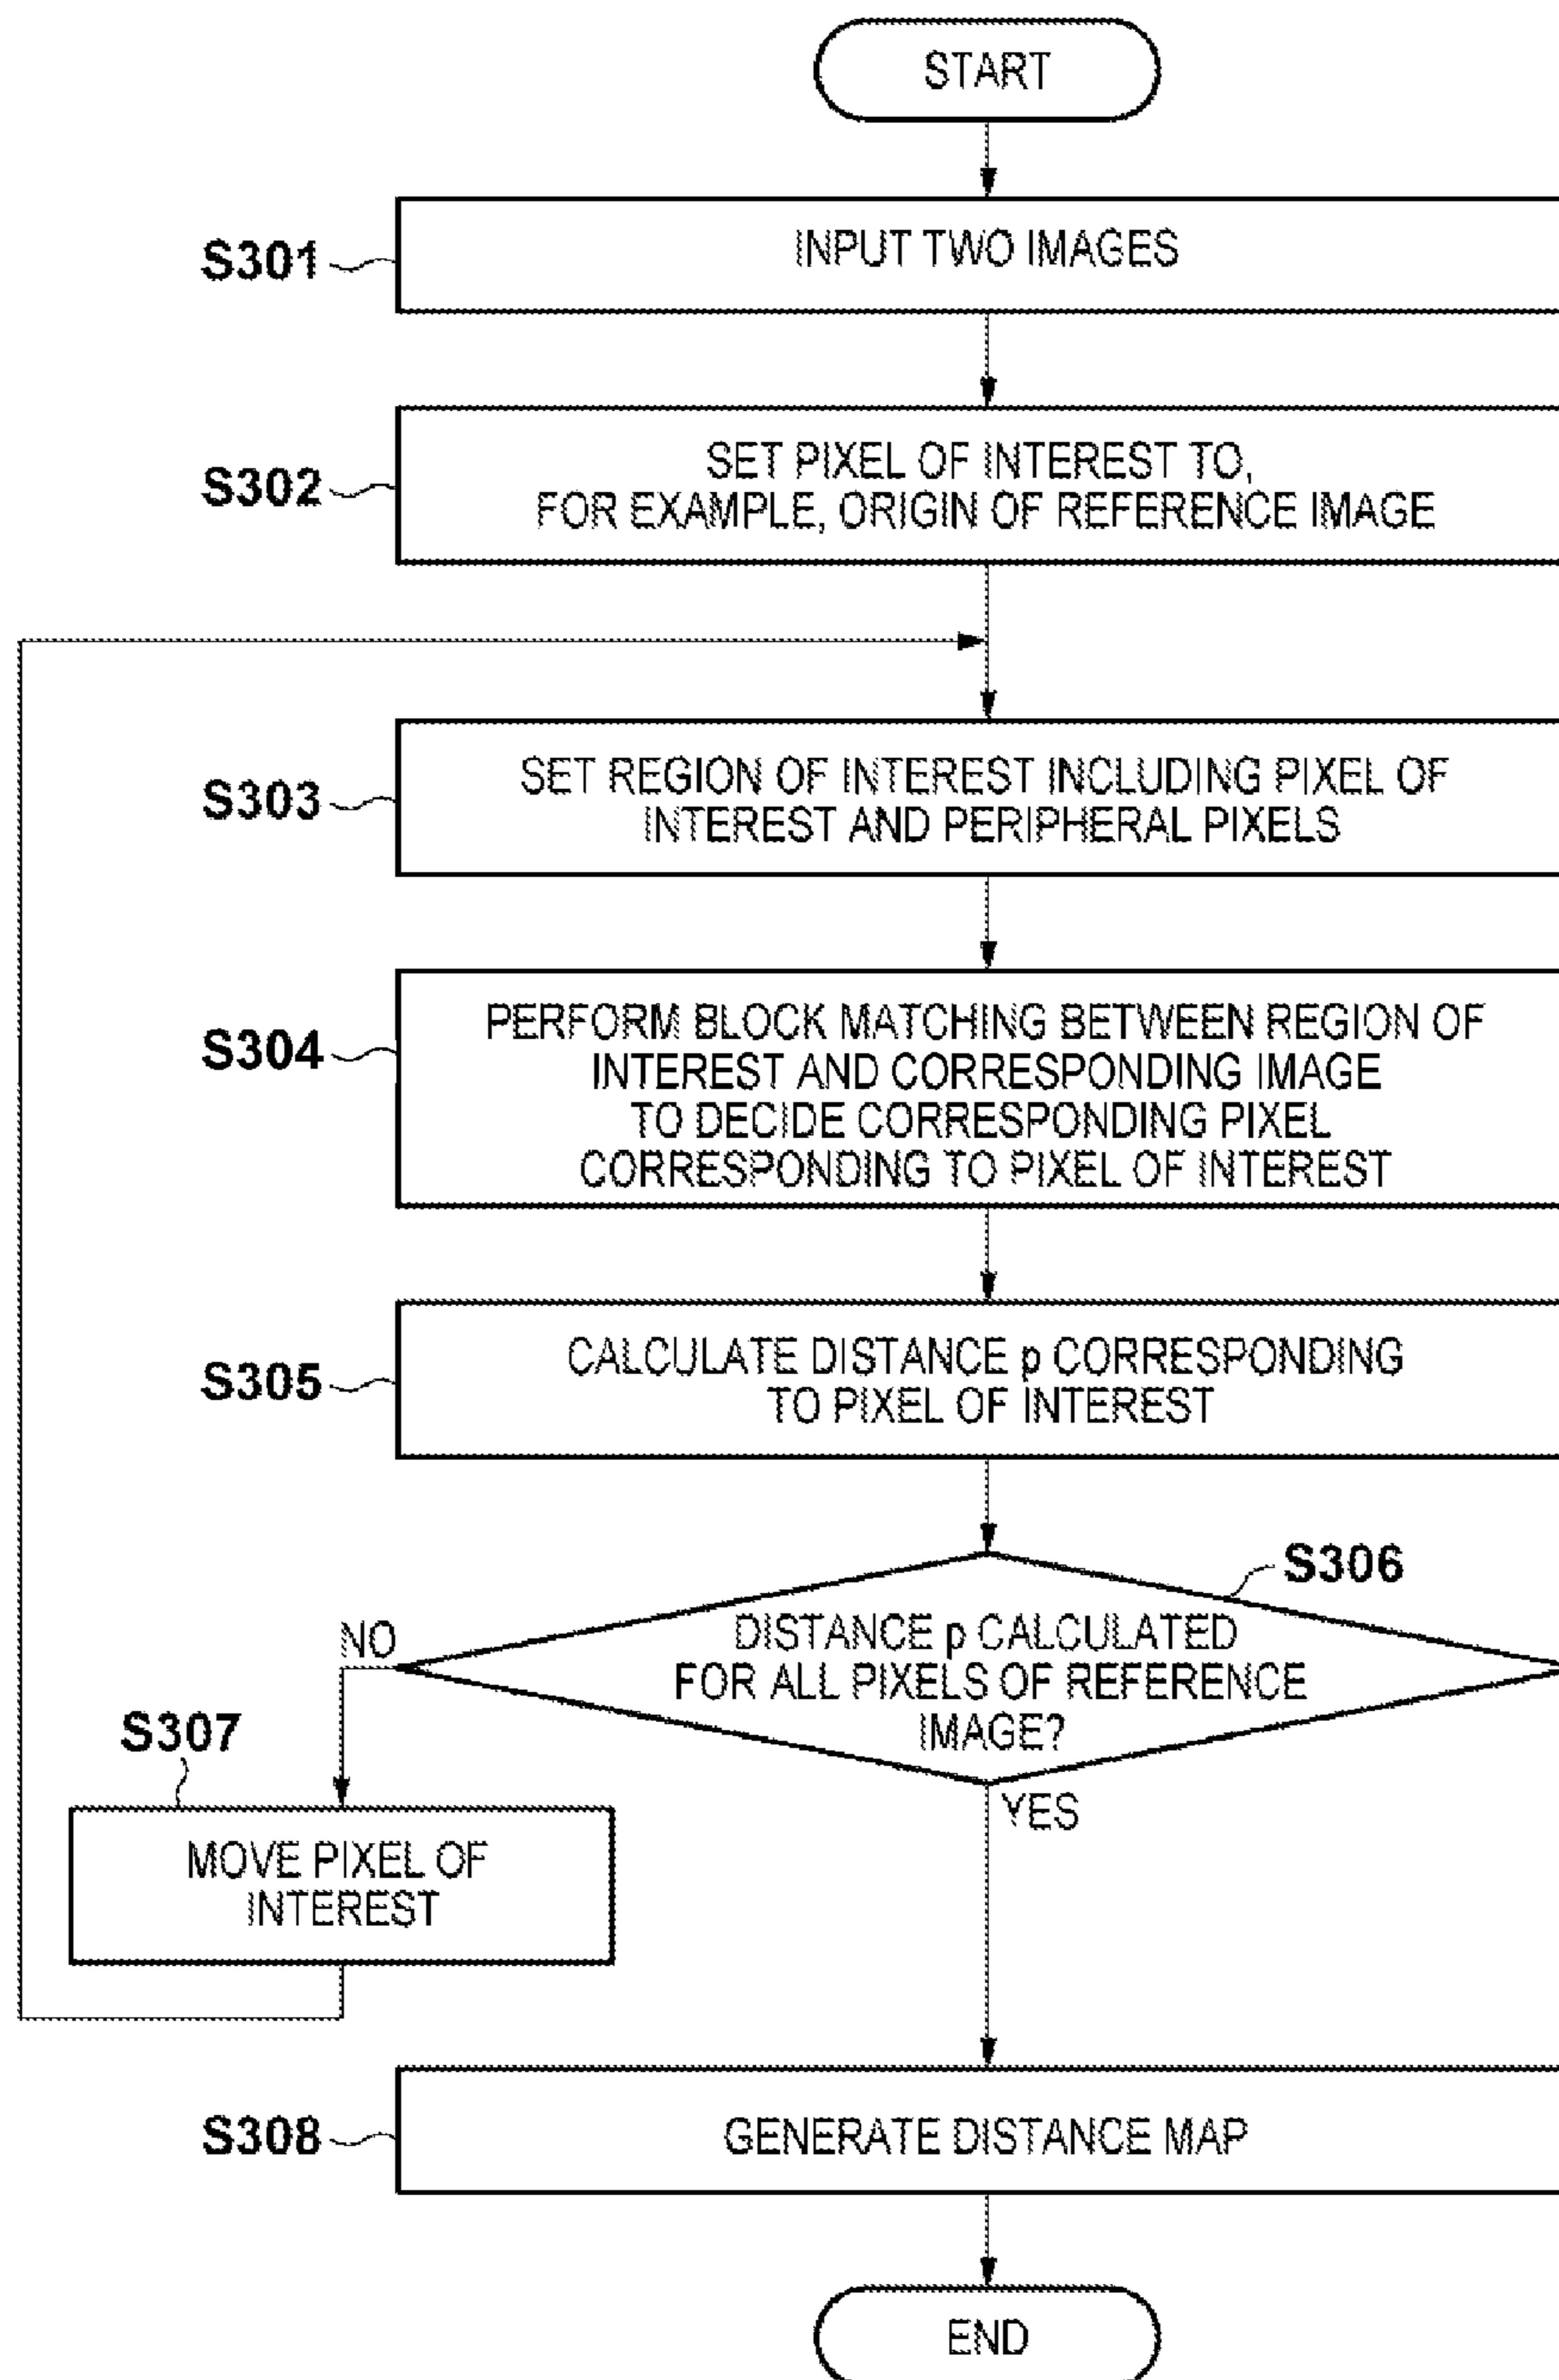 START
S301
INPUT TWO IMAGES
S302
SET PIXEL OF INTEREST TO,
FOR EXAMPLE, ORIGIN OF REFERENCE IMAGE
S303
SET REGION OF INTEREST INCLUDING PIXEL OF
INTEREST AND PERIPHERAL PIXELS
S304
PERFORM BLOCK MATCHING BETWEEN REGION OF
INTEREST AND CORRESPONDING IMAGE
TO DECIDE CORRESPONDING PIXEL
CORRESPONDING TO PIXEL OF INTEREST
S305
CALCULATE DISTANCE p CORRESPONDING
TO PIXEL OF INTEREST
S306
DISTANCE p CALCULATED
FOR ALL PIXELS OF REFERENCE
IMAGE?
NO
S307
MOVE PIXEL OF
INTEREST
YES
S308
GENERATE DISTANCE MAP
END